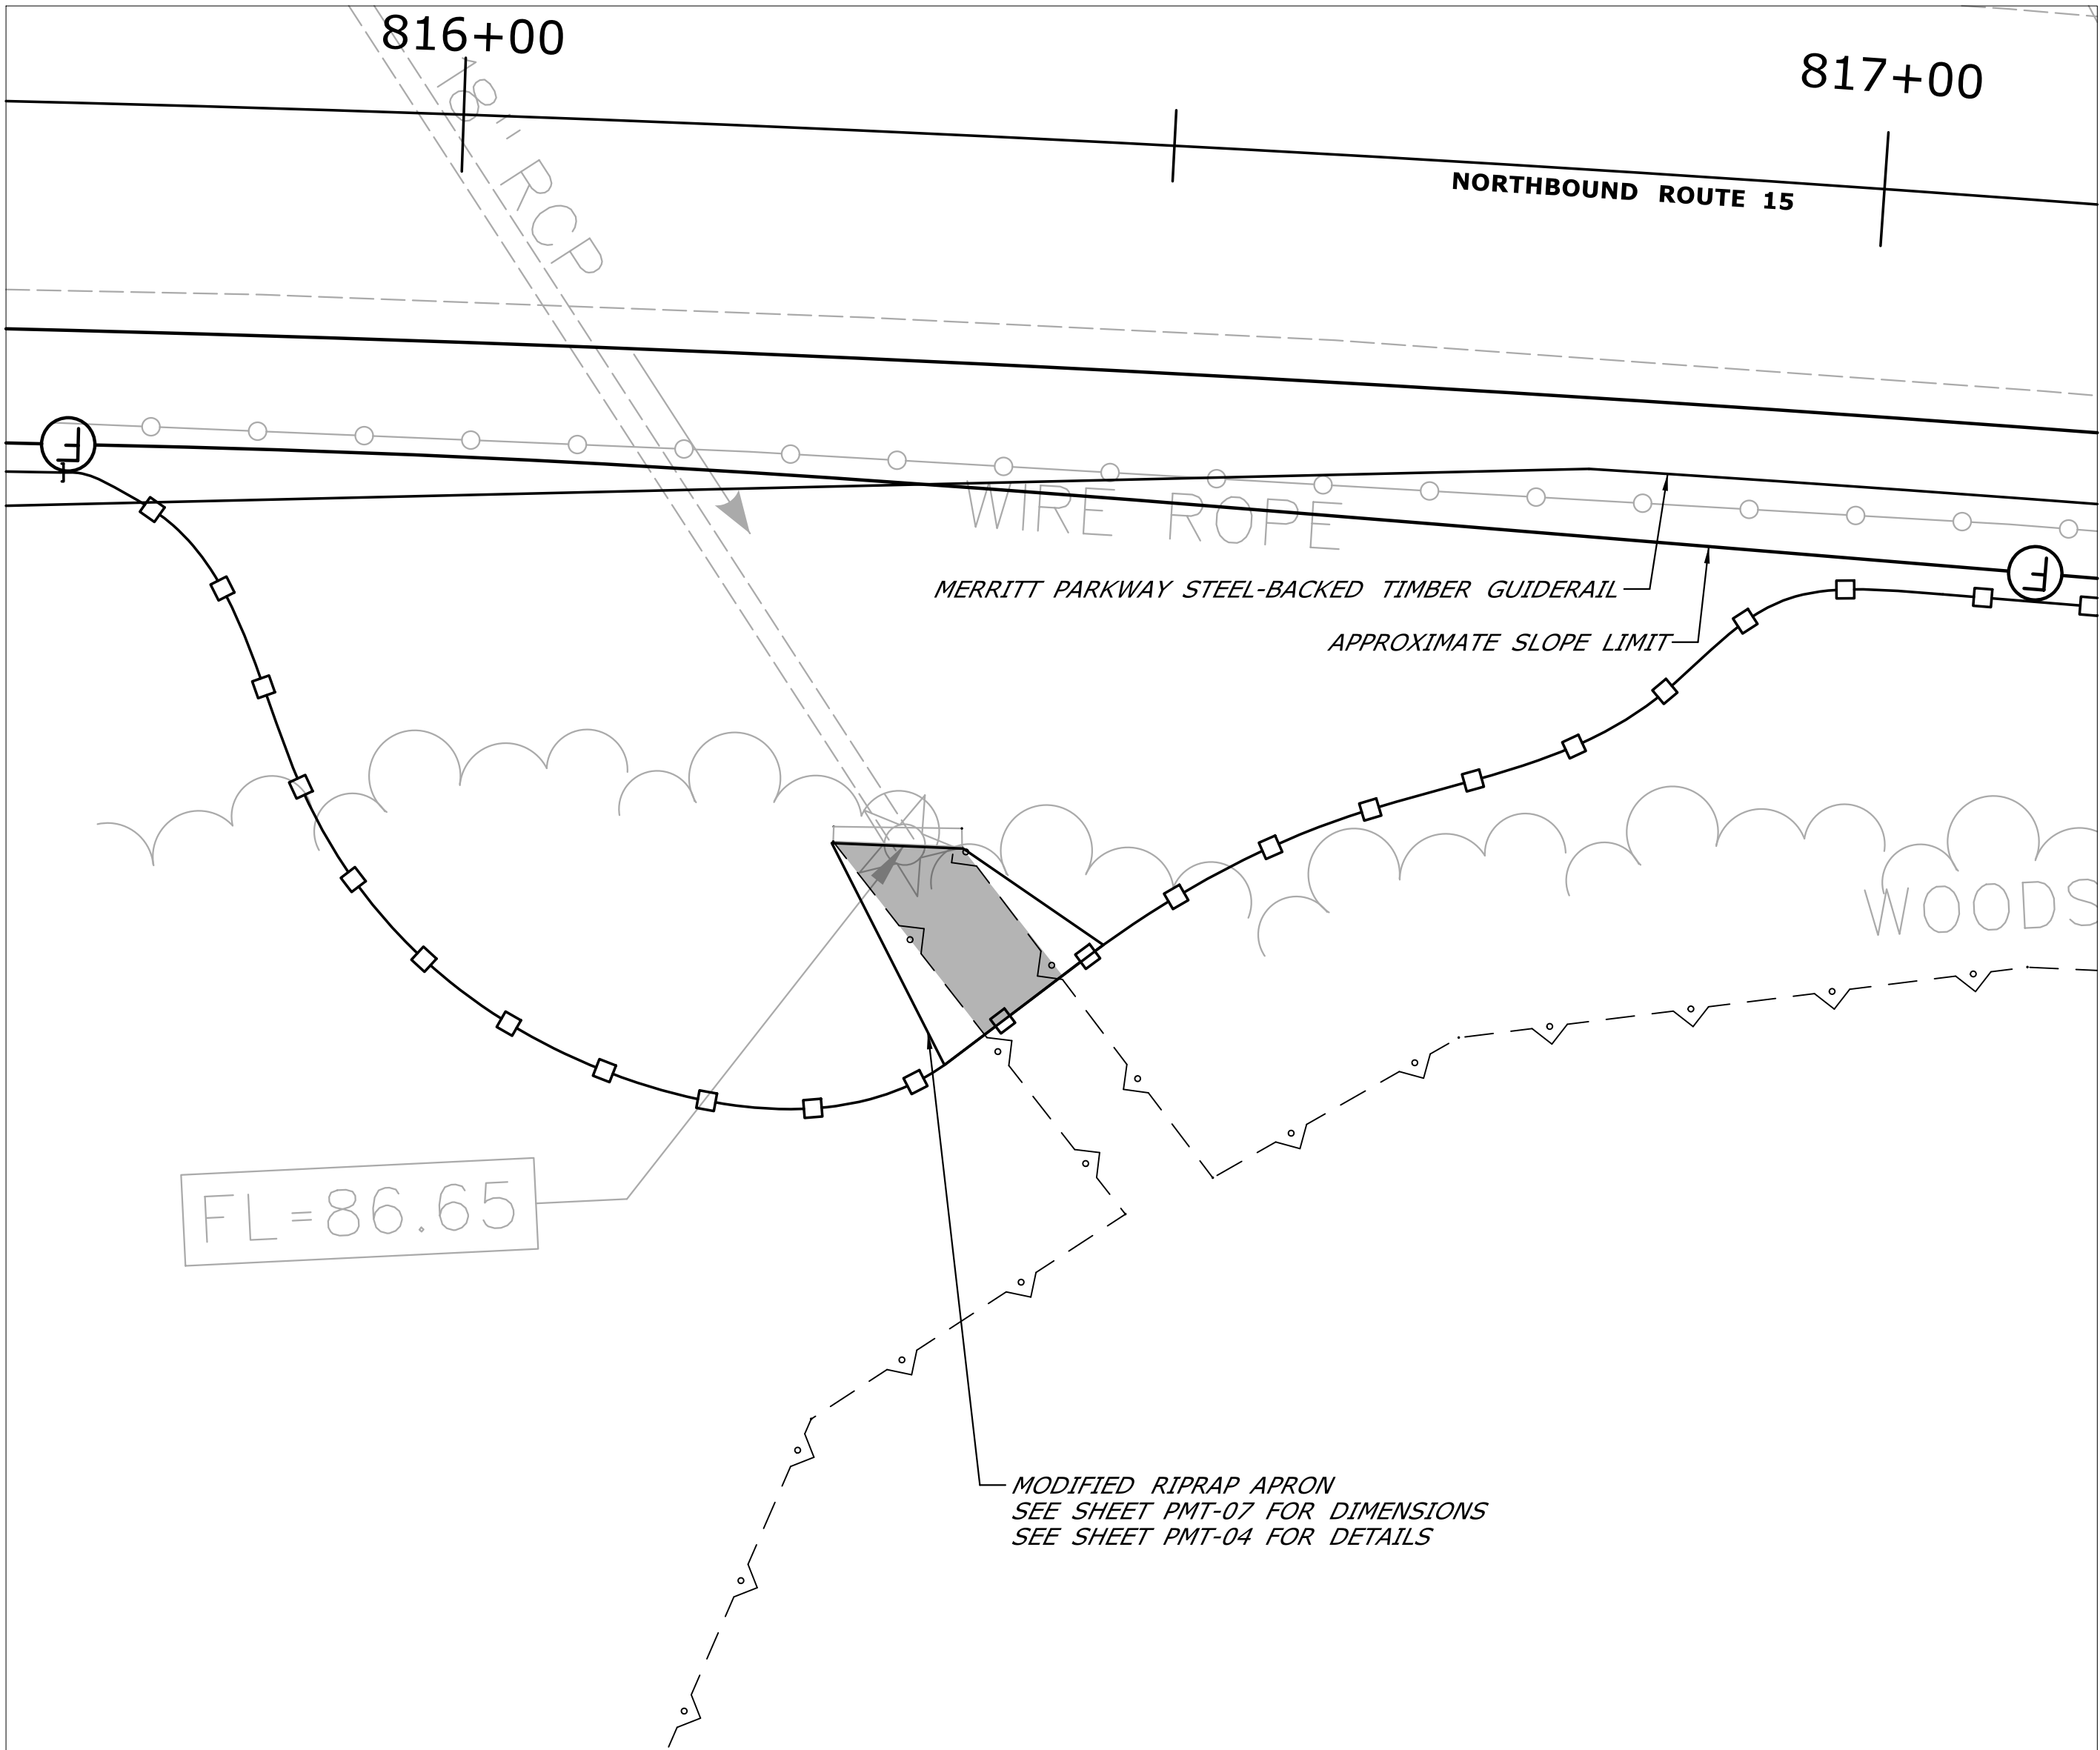 816+00
817+00
18" RCP
NORTHBOUND ROUTE 15
WIRE ROPE
MERRITT PARKWAY STEEL-BACKED TIMBER GUIDERAIL
APPROXIMATE SLOPE LIMIT
WOODS
FL=86.65
MODIFIED RIPRAP APRON
SEE SHEET PMT-07 FOR DIMENSIONS
SEE SHEET PMT-04 FOR DETAILS